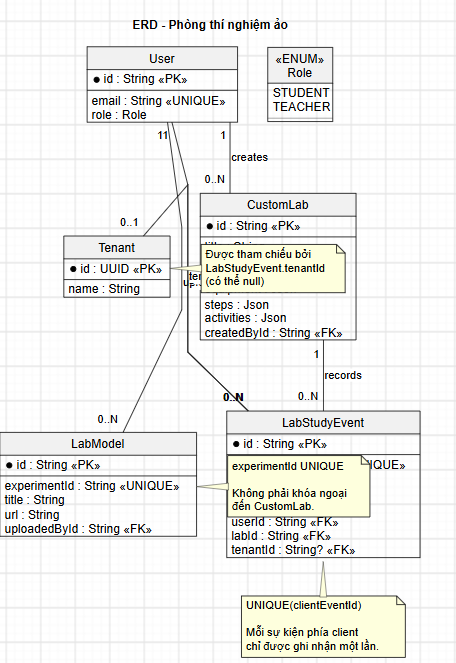 ERD - Phòng thí nghiệm ảo
User
● id : String «PK»
email : String «UNIQUE»
role : Role
«ENUM»
Role
STUDENT
TEACHER
1
1
1
creates
0..N
0..1
CustomLab
● id : String «PK»
steps : Json
activities : Json
createdById : String «FK»
Tenant
● id : UUID «PK»
name : String
Được tham chiếu bởi
LabStudyEvent.tenantId
(có thể null)
1
records
0..N
0..N
0..N
LabModel
● id : String «PK»
experimentId : String «UNIQUE»
title : String
url : String
uploadedById : String «FK»
LabStudyEvent
● id : String «PK»
experimentId UNIQUE
Không phải khóa ngoại
đến CustomLab.
userId : String «FK»
labId : String «FK»
tenantId : String? «FK»
UNIQUE(clientEventId)
Mỗi sự kiện phía client
chỉ được ghi nhận một lần.